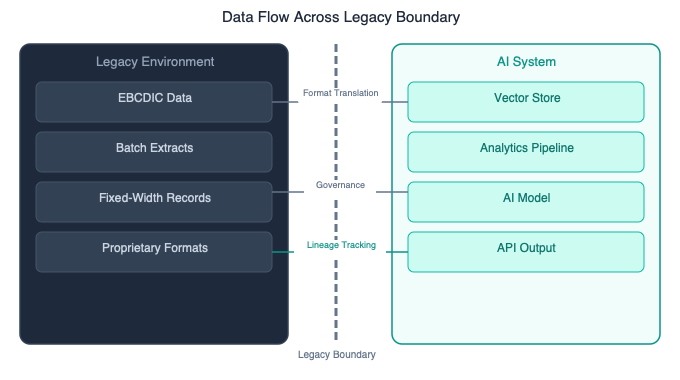 Data Flow Across Legacy Boundary
Legacy Environment
AI System
EBCDIC Data
Format Translation
Vector Store
Batch Extracts
Analytics Pipeline
Fixed-Width Records
Governance
AI Model
Proprietary Formats
Lineage Tracking
API Output
Legacy Boundary